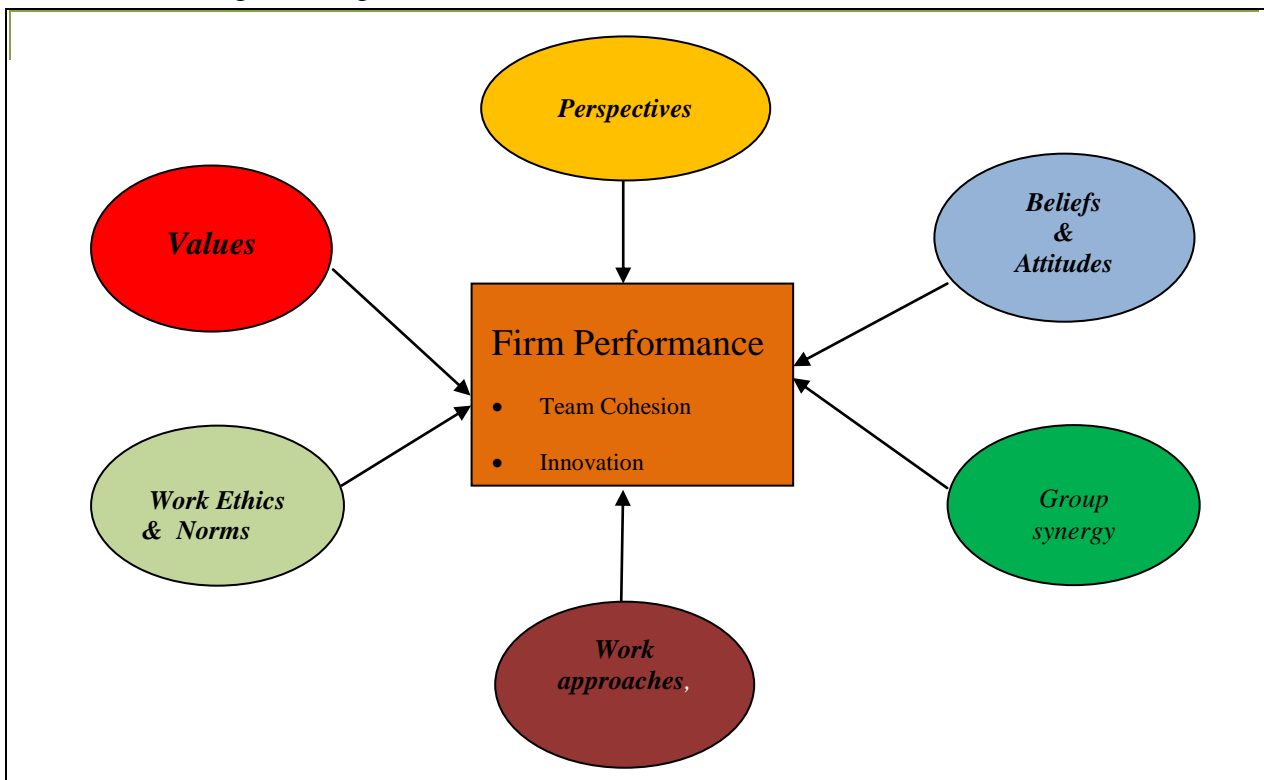 Perspectives
Values
Beliefs
&
Attitudes
Firm Performance
• Team Cohesion
• Innovation
Work Ethics
& Norms
Group
synergy
Work
approaches,